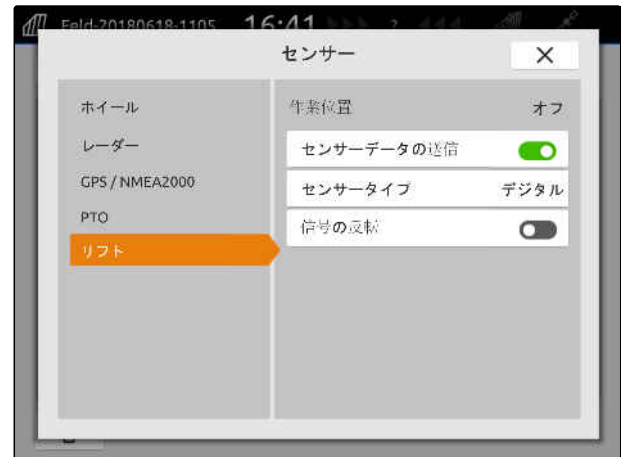 Feld-20180618-1105 16:41 ?
センサー
ホイール
レーダー
GPS / NMEA2000
PTO
リフト
作業位置 オフ
センサーデータの送信
センサータイプ デジタル
信号の反転